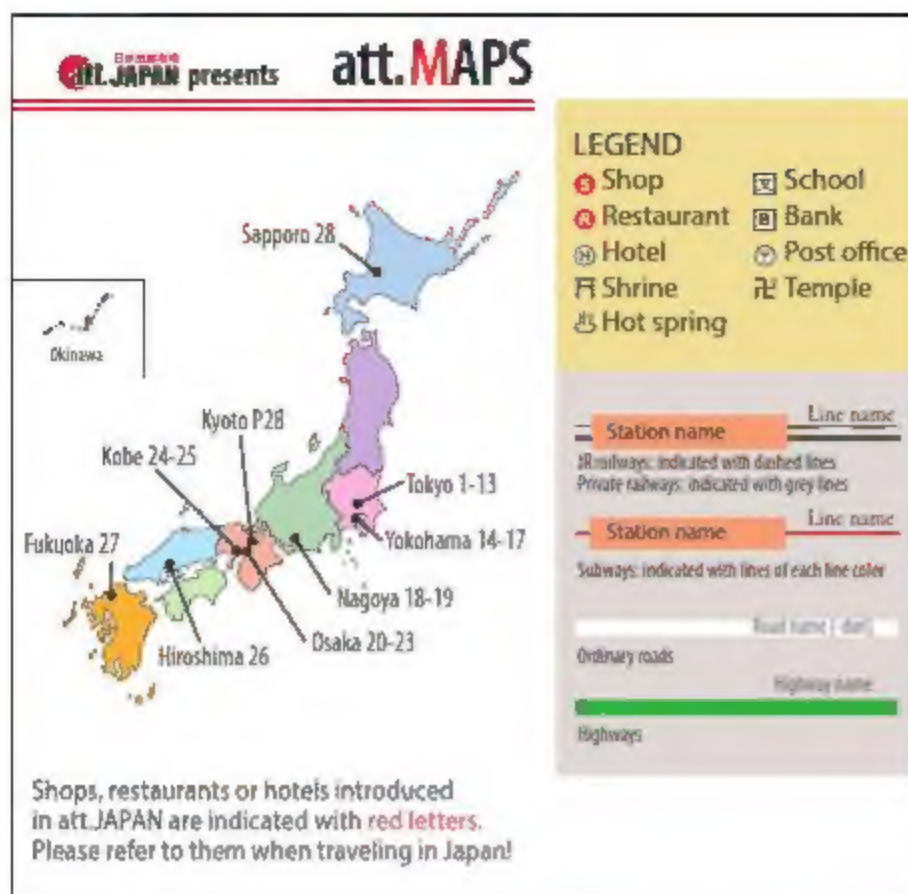 att.JAPAN presents
att.MAPS
LEGEND
Shop
School
Restaurant
Bank
Hotel
Post office
Shrine
Temple
Hot spring
Sapporo 28
Okinawa
Kyoto P28
Kobe 24-25
Tokyo 1-13
Yokohama 14-17
Fukuoka 27
Nagoya 18-19
Osaka 20-23
Hiroshima 26
Line name
Station name
JR railways: indicated with dashed lines
Private railways: indicated with grey lines
Line name
Station name
Subways: indicated with lines of each line color
Road name (-dori)
Ordinary roads
Highway name
Highways
Shops, restaurants or hotels introduced
in att.JAPAN are indicated with red letters.
Please refer to them when traveling in Japan!